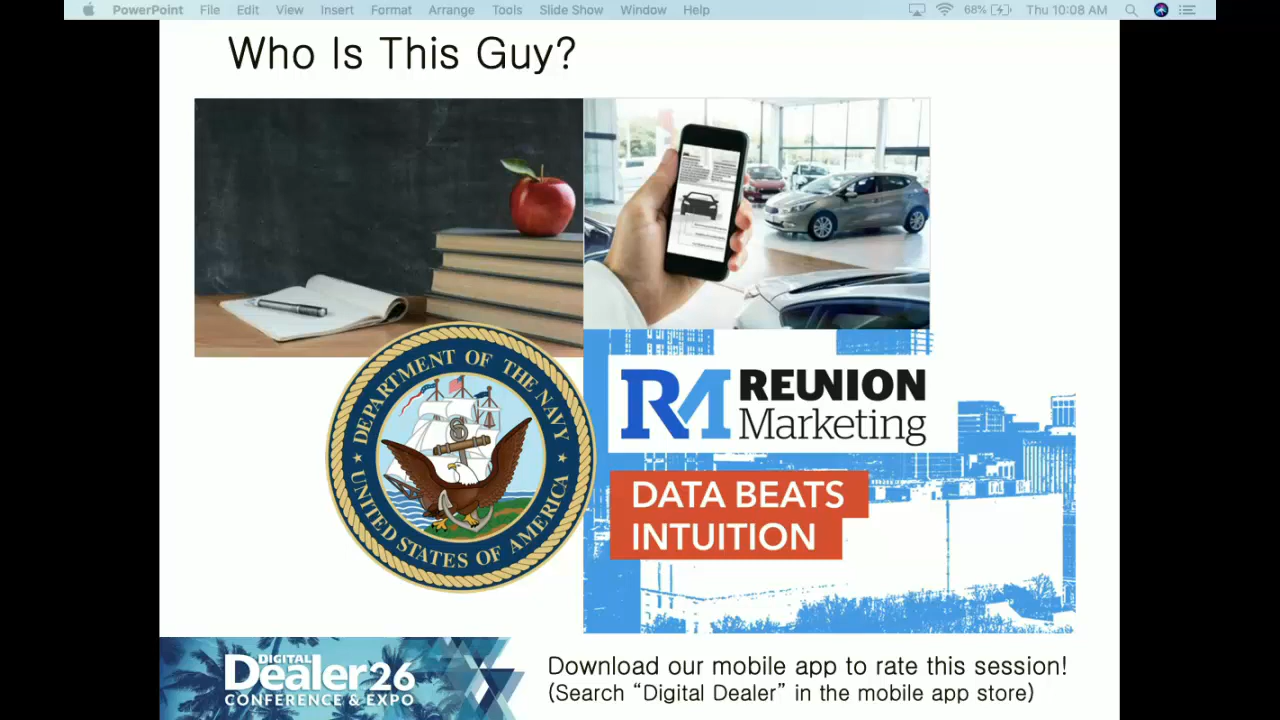 PowerPoint File Edit View Insert Format Arrange Tools Slide Show Window Help 68% Thu 10:08 AM
Who Is This Guy?
DEPARTMENT OF THE NAVY
UNITED STATES OF AMERICA
RM REUNION
Marketing
DATA BEATS
INTUITION
DIGITAL
Dealer26
CONFERENCE & EXPO
Download our mobile app to rate this session!
(Search “Digital Dealer” in the mobile app store)